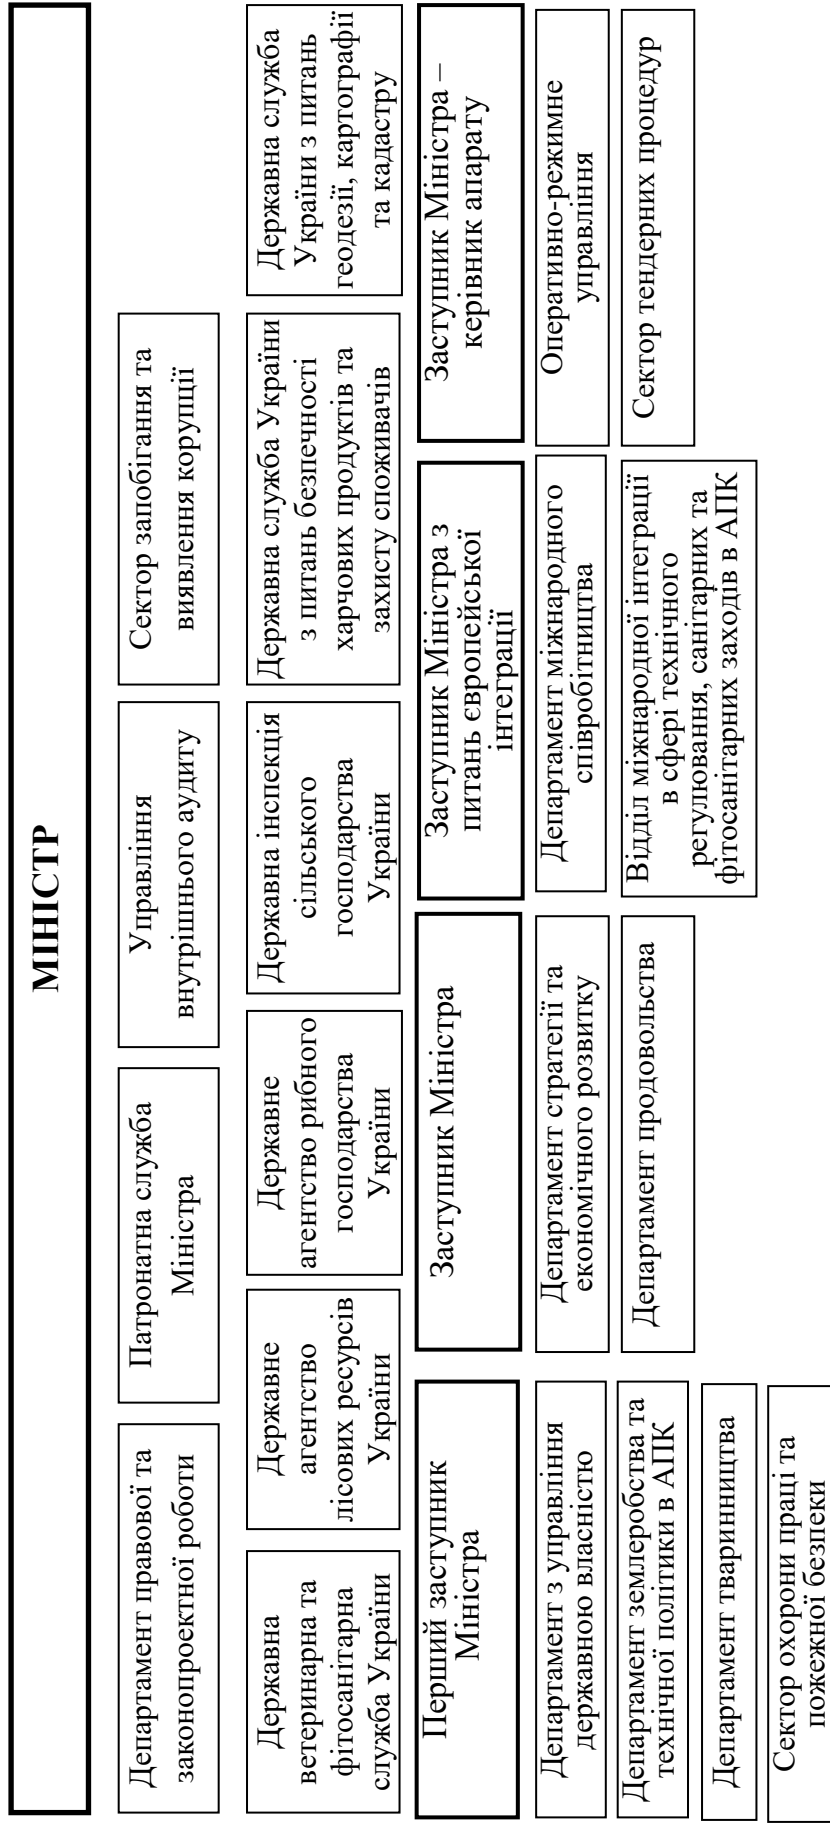 МІНІСТР
Департамент правової та
законопроектної роботи
Патронатна служба
Міністра
Управління
внутрішнього аудиту
Сектор запобігання та
виявлення корупції
Державна
ветеринарна та
фітосанітарна
служба України
Державне
агентство
лісових ресурсів
України
Державне
агентство рибного
господарства
України
Державна інспекція
сільського
господарства
України
Державна служба України
з питань безпечності
харчових продуктів та
захисту споживачів
Державна служба
України з питань
геодезії, картографії
та кадастру
Перший заступник
Міністра
Заступник Міністра
Заступник Міністра з
питань європейської
інтеграції
Заступник Міністра –
керівник апарату
Департамент з управління
державною власністю
Департамент стратегії та
економічного розвитку
Департамент міжнародного
співробітництва
Оперативно-режимне
управління
Департамент землеробства та
технічної політики в АПК
Департамент продовольства
Відділ міжнародної інтеграції
в сфері технічного
регулювання, санітарних та
фітосанітарних заходів в АПК
Сектор тендерних процедур
Департамент тваринництва
Сектор охорони праці та
пожежної безпеки